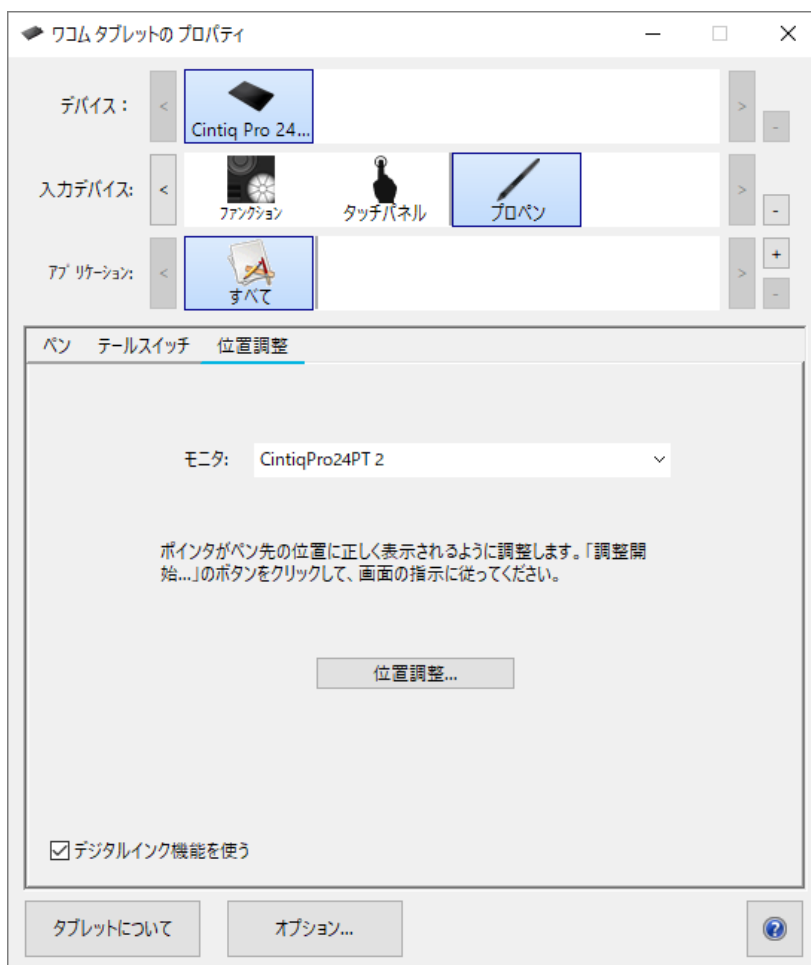 ワコム タブレットの プロパティ
デバイス：
<
Cintiq Pro 24...
>
-
入力デバイス:
<
ファンクション
タッチパネル
プロペン
>
-
アプリケーション:
<
すべて
>
+
-
ペン テールスイッチ 位置調整
モニタ: CintiqPro24PT 2
ポインタがペン先の位置に正しく表示されるように調整します。「調整開
始...」のボタンをクリックして、画面の指示に従ってください。
位置調整...
デジタルインク機能を使う
タブレットについて オプション... ?